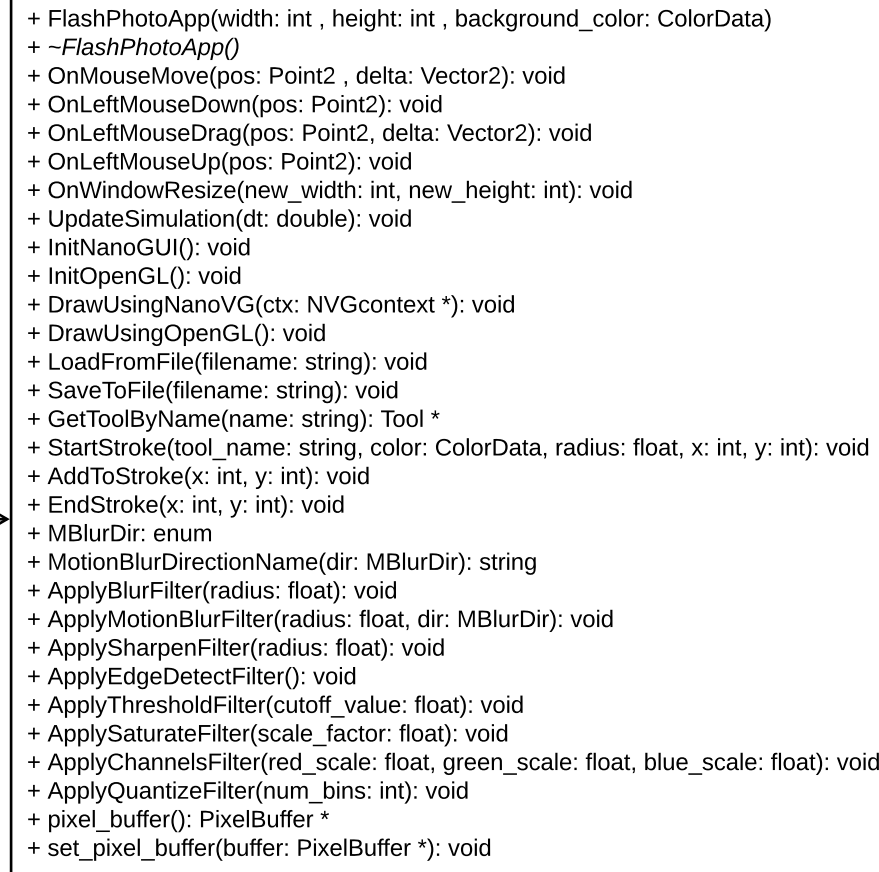 + FlashPhotoApp(width: int , height: int , background_color: ColorData)
+ ~FlashPhotoApp()
+ OnMouseMove(pos: Point2 , delta: Vector2): void
+ OnLeftMouseDown(pos: Point2): void
+ OnLeftMouseDrag(pos: Point2, delta: Vector2): void
+ OnLeftMouseUp(pos: Point2): void
+ OnWindowResize(new_width: int, new_height: int): void
+ UpdateSimulation(dt: double): void
+ InitNanoGUI(): void
+ InitOpenGL(): void
+ DrawUsingNanoVG(ctx: NVGcontext *): void
+ DrawUsingOpenGL(): void
+ LoadFromFile(filename: string): void
+ SaveToFile(filename: string): void
+ GetToolByName(name: string): Tool *
+ StartStroke(tool_name: string, color: ColorData, radius: float, x: int, y: int): void
+ AddToStroke(x: int, y: int): void
+ EndStroke(x: int, y: int): void
+ MBlurDir: enum
+ MotionBlurDirectionName(dir: MBlurDir): string
+ ApplyBlurFilter(radius: float): void
+ ApplyMotionBlurFilter(radius: float, dir: MBlurDir): void
+ ApplySharpenFilter(radius: float): void
+ ApplyEdgeDetectFilter(): void
+ ApplyThresholdFilter(cutoff_value: float): void
+ ApplySaturateFilter(scale_factor: float): void
+ ApplyChannelsFilter(red_scale: float, green_scale: float, blue_scale: float): void
+ ApplyQuantizeFilter(num_bins: int): void
+ pixel_buffer(): PixelBuffer *
+ set_pixel_buffer(buffer: PixelBuffer *): void